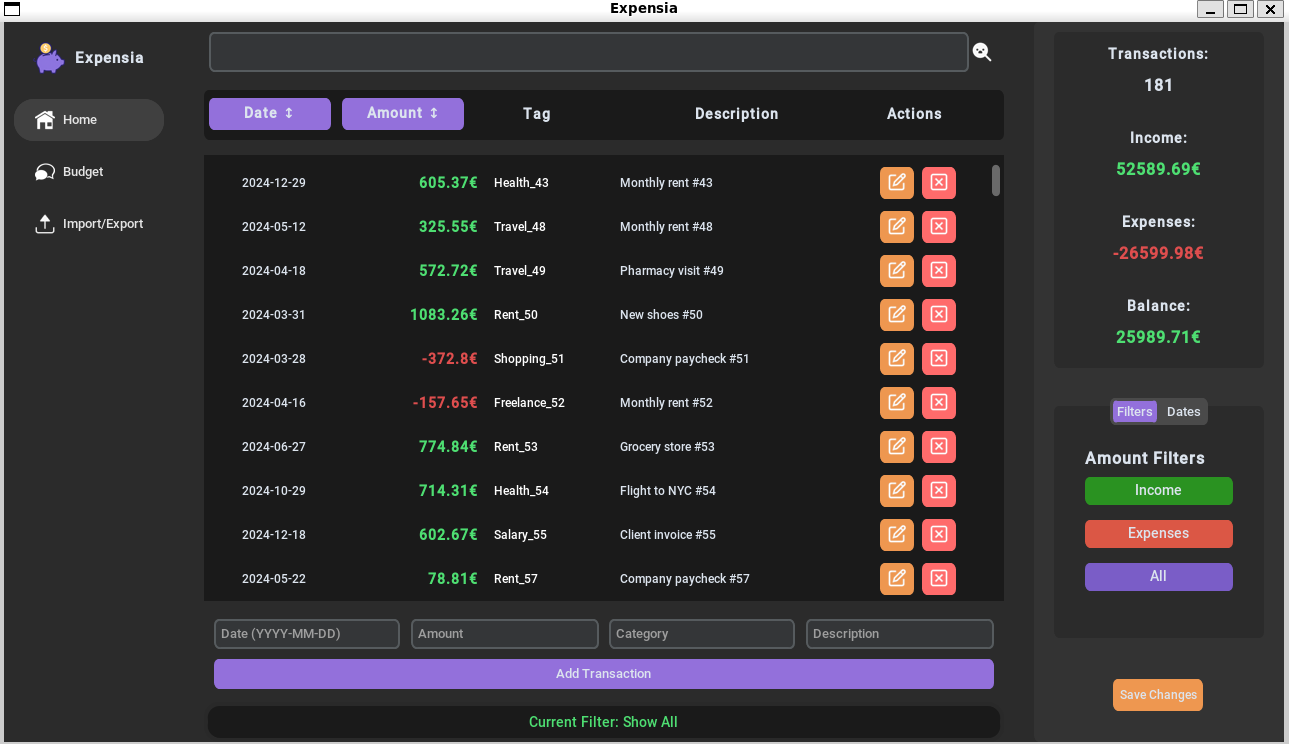 Expensia
Expensia
Home
Budget
Import/Export
Date ↕ Amount ↕ Tag Description Actions
2024-12-29 605.37€ Health_43 Monthly rent #43
2024-05-12 325.55€ Travel_48 Monthly rent #48
2024-04-18 572.72€ Travel_49 Pharmacy visit #49
2024-03-31 1083.26€ Rent_50 New shoes #50
2024-03-28 -372.8€ Shopping_51 Company paycheck #51
2024-04-16 -157.65€ Freelance_52 Monthly rent #52
2024-06-27 774.84€ Rent_53 Grocery store #53
2024-10-29 714.31€ Health_54 Flight to NYC #54
2024-12-18 602.67€ Salary_55 Client invoice #55
2024-05-22 78.81€ Rent_57 Company paycheck #57
Date (YYYY-MM-DD) Amount Category Description
Add Transaction
Current Filter: Show All
Transactions:
181
Income:
52589.69€
Expenses:
-26599.98€
Balance:
25989.71€
Filters Dates
Amount Filters
Income
Expenses
All
Save Changes